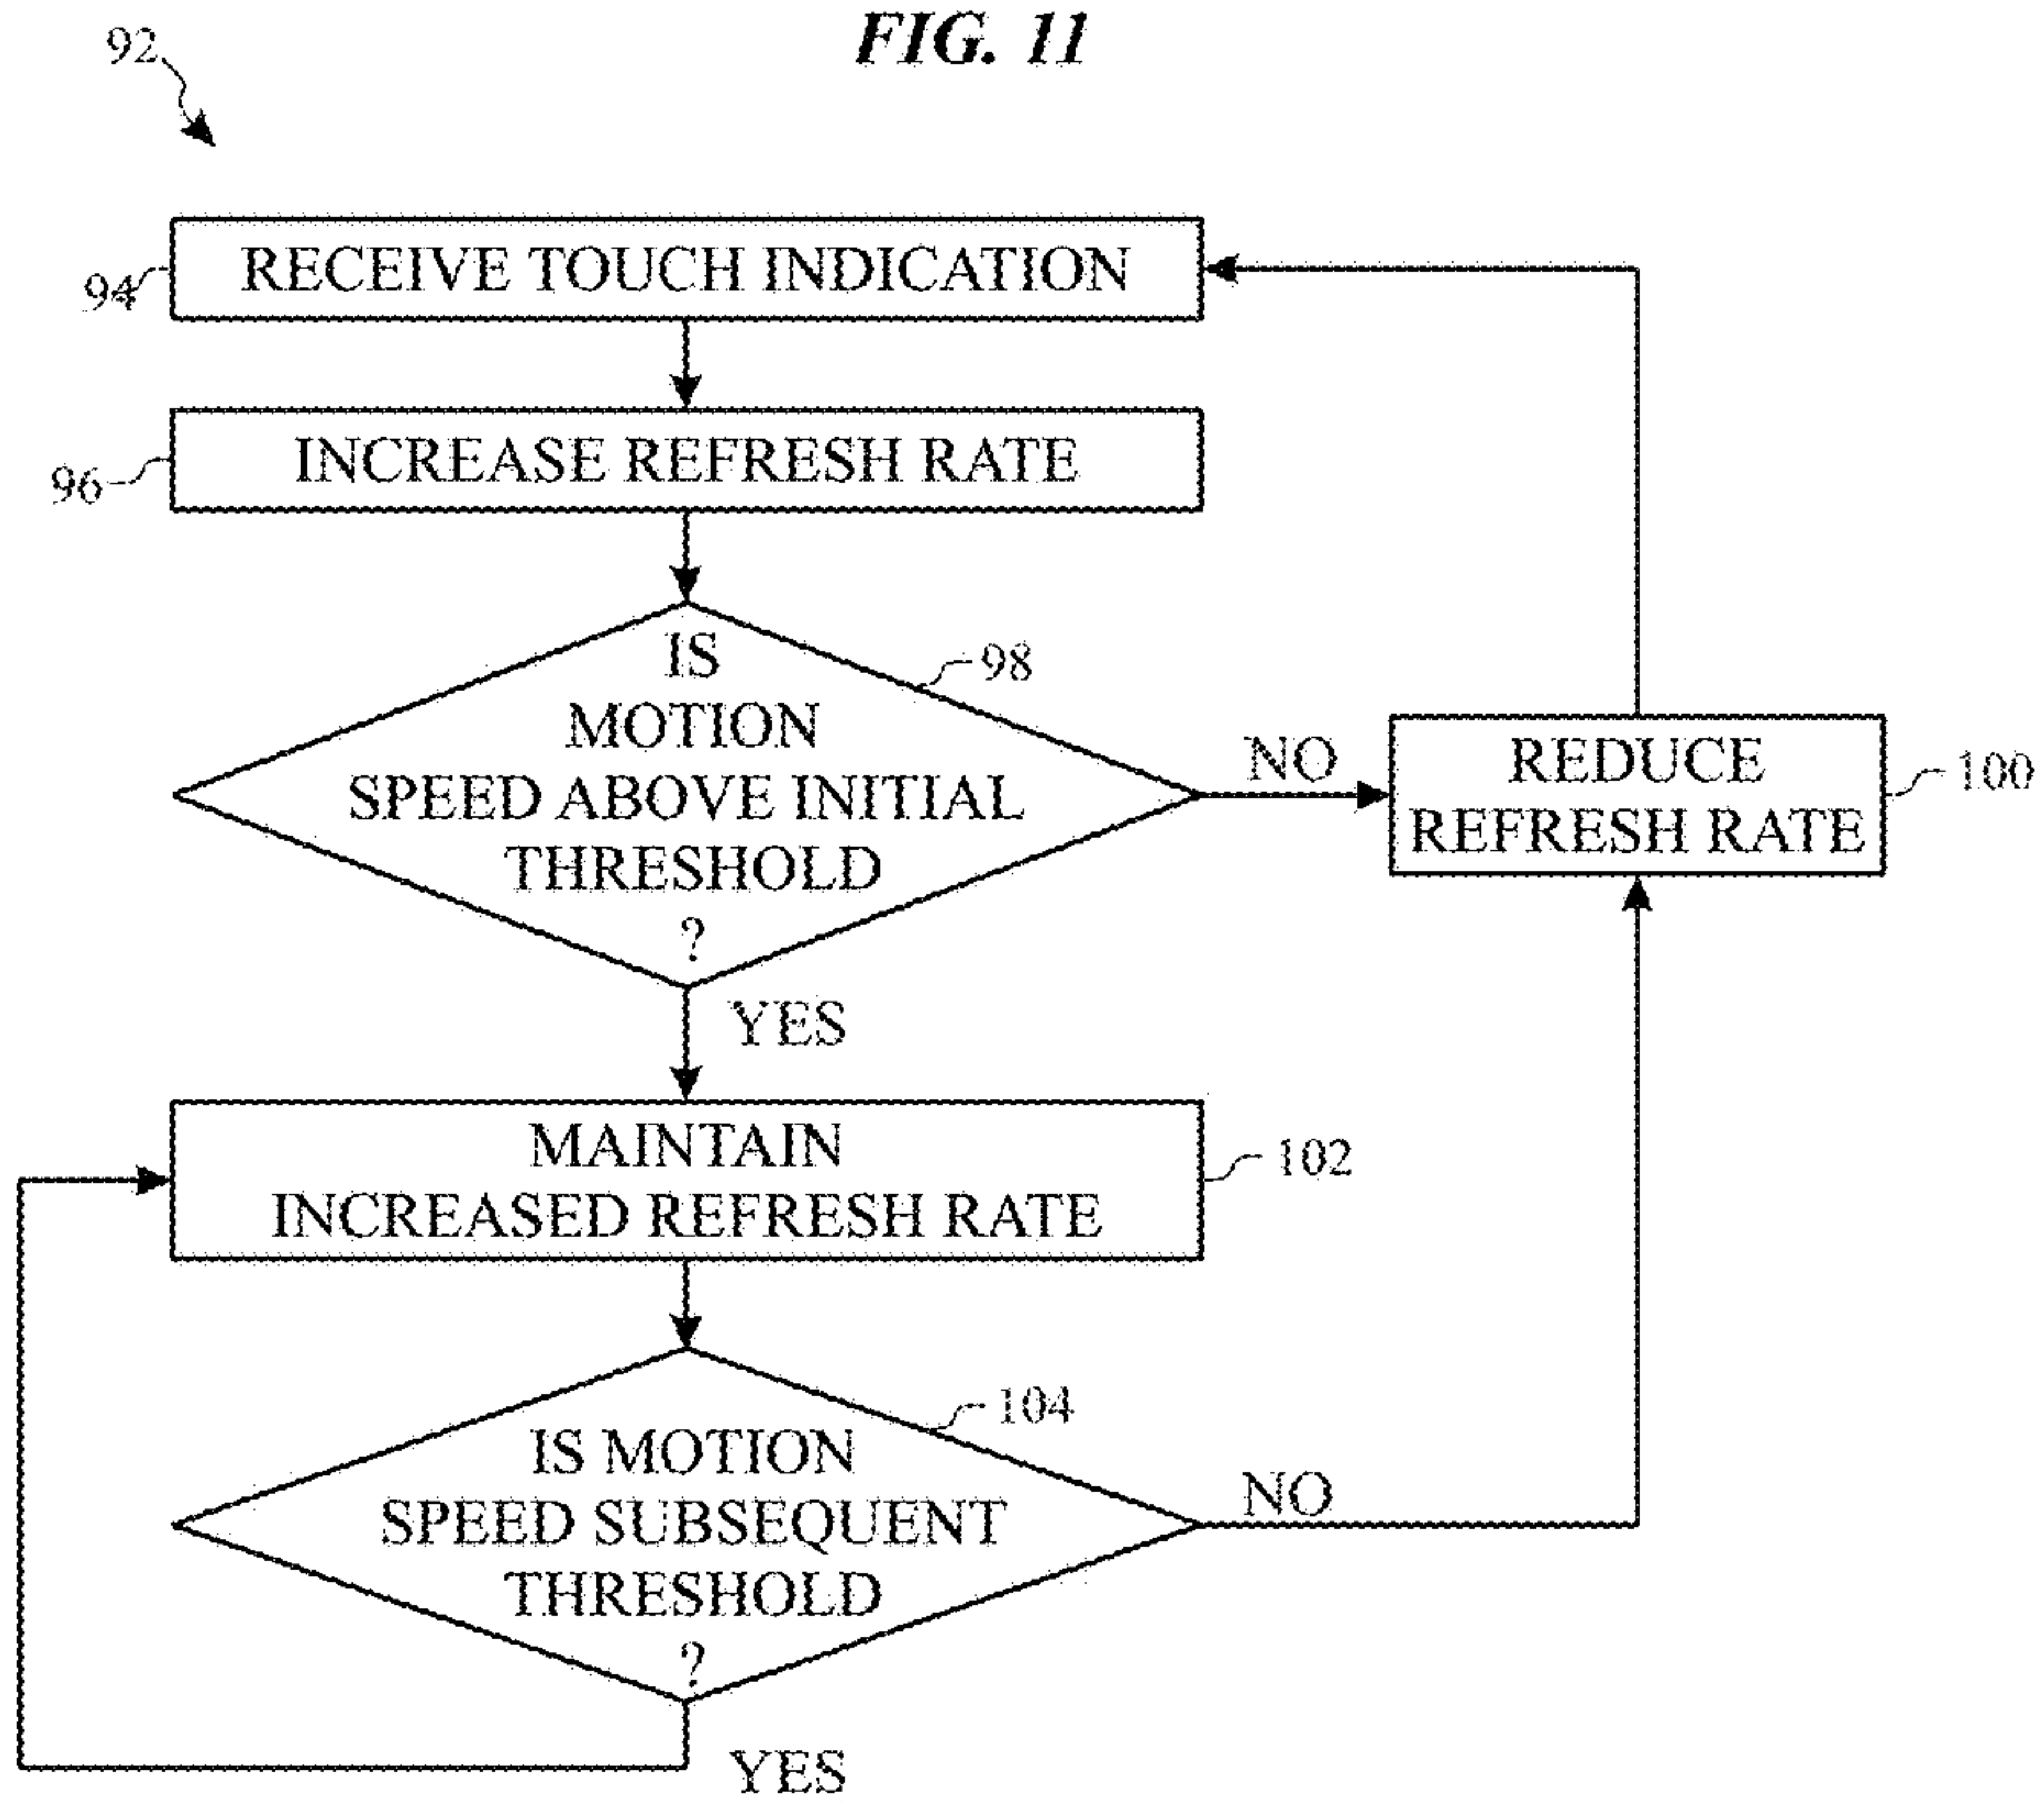 FIG. 11
92
RECEIVE TOUCH INDICATION
94
INCREASE REFRESH RATE
96
IS
MOTION
SPEED ABOVE INITIAL
THRESHOLD
?
98
NO
REDUCE
REFRESH RATE
100
YES
MAINTAIN
INCREASED REFRESH RATE
102
IS MOTION
SPEED SUBSEQUENT
THRESHOLD
?
104
NO
YES